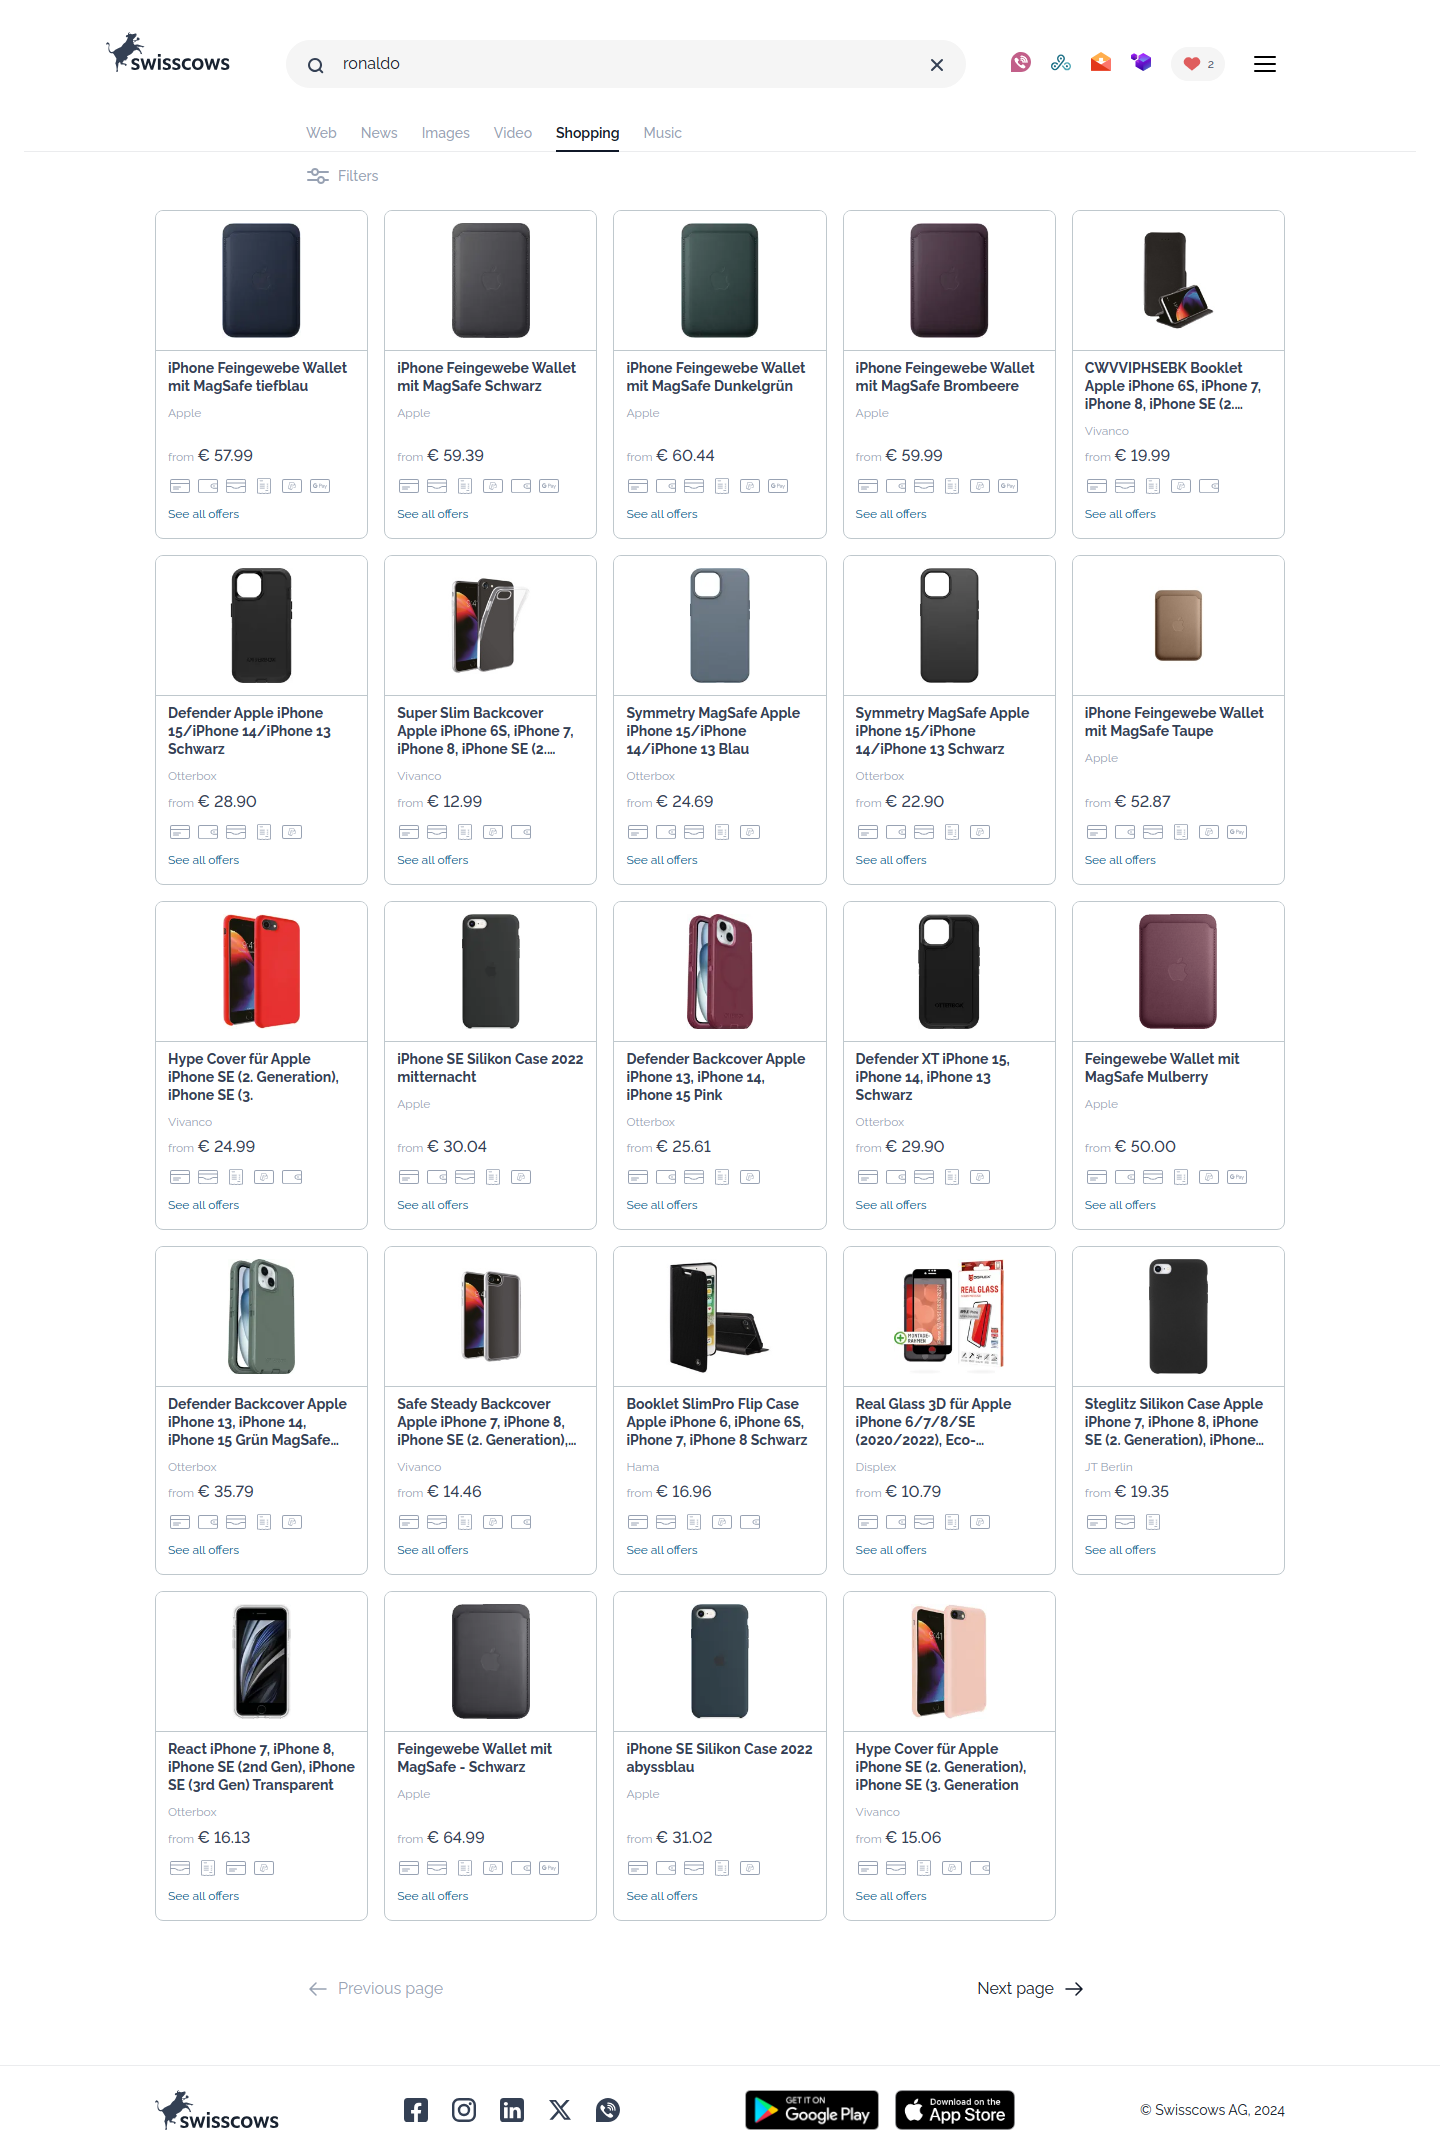 swisscows
ronaldo
2
Web News Images Video Shopping Music
Filters
iPhone Feingewebe Wallet
mit MagSafe tiefblau
Apple
from € 57.99
See all offers
iPhone Feingewebe Wallet
mit MagSafe Schwarz
Apple
from € 59.39
G Pay
See all offers
iPhone Feingewebe Wallet
mit MagSafe Dunkelgrün
Apple
from € 60.44
G Pay
See all offers
iPhone Feingewebe Wallet
mit MagSafe Brombeere
Apple
from € 59.99
G Pay
See all offers
CWVVIPHSEBK Booklet
Apple iPhone 6S, iPhone 7,
iPhone 8, iPhone SE (2.…
Vivanco
from € 19.99
See all offers
Defender Apple iPhone
15/iPhone 14/iPhone 13
Schwarz
Otterbox
from € 28.90
See all offers
Super Slim Backcover
Apple iPhone 6S, iPhone 7,
iPhone 8, iPhone SE (2.…
Vivanco
from € 12.99
See all offers
Symmetry MagSafe Apple
iPhone 15/iPhone
14/iPhone 13 Blau
Otterbox
from € 24.69
See all offers
Symmetry MagSafe Apple
iPhone 15/iPhone
14/iPhone 13 Schwarz
Otterbox
from € 22.90
See all offers
iPhone Feingewebe Wallet
mit MagSafe Taupe
Apple
from € 52.87
G Pay
See all offers
Hype Cover für Apple
iPhone SE (2. Generation),
iPhone SE (3.
Vivanco
from € 24.99
See all offers
iPhone SE Silikon Case 2022
mitternacht
Apple
from € 30.04
See all offers
Defender Backcover Apple
iPhone 13, iPhone 14,
iPhone 15 Pink
Otterbox
from € 25.61
See all offers
OTTERBOX
Defender XT iPhone 15,
iPhone 14, iPhone 13
Schwarz
Otterbox
from € 29.90
See all offers
Feingewebe Wallet mit
MagSafe Mulberry
Apple
from € 50.00
G Pay
See all offers
Defender Backcover Apple
iPhone 13, iPhone 14,
iPhone 15 Grün MagSafe…
Otterbox
from € 35.79
See all offers
Safe Steady Backcover
Apple iPhone 7, iPhone 8,
iPhone SE (2. Generation),…
Vivanco
from € 14.46
See all offers
Booklet SlimPro Flip Case
Apple iPhone 6, iPhone 6S,
iPhone 7, iPhone 8 Schwarz
Hama
from € 16.96
See all offers
DISPLEX
REAL GLASS
MONTAGE-
RAHMEN
Real Glass 3D für Apple
iPhone 6/7/8/SE
(2020/2022), Eco-…
Displex
from € 10.79
See all offers
Steglitz Silikon Case Apple
iPhone 7, iPhone 8, iPhone
SE (2. Generation), iPhone…
JT Berlin
from € 19.35
See all offers
React iPhone 7, iPhone 8,
iPhone SE (2nd Gen), iPhone
SE (3rd Gen) Transparent
Otterbox
from € 16.13
See all offers
Feingewebe Wallet mit
MagSafe - Schwarz
Apple
from € 64.99
G Pay
See all offers
iPhone SE Silikon Case 2022
abyssblau
Apple
from € 31.02
See all offers
9:41
Hype Cover für Apple
iPhone SE (2. Generation),
iPhone SE (3. Generation
Vivanco
from € 15.06
See all offers
Previous page
Next page
swisscows
GET IT ON
Google Play
Download on the
App Store
© Swisscows AG, 2024